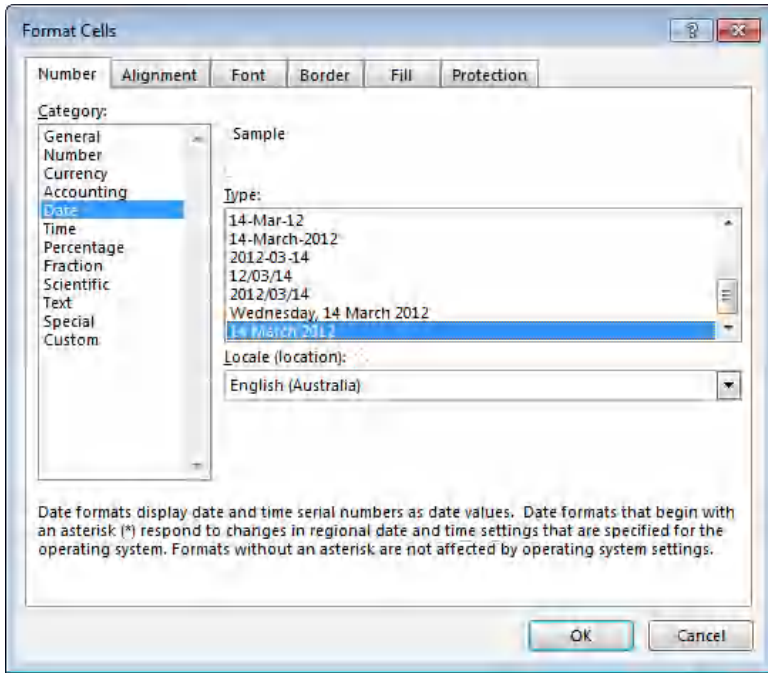 Format Cells
Number Alignment Font Border Fill Protection
Category:
General
Number
Currency
Accounting
Date
Time
Percentage
Fraction
Scientific
Text
Special
Custom
Sample
Type:
14-Mar-12
14-March-2012
2012-03-14
12/03/14
2012/03/14
Wednesday, 14 March 2012
14 March 2012
Locale (location):
English (Australia)
Date formats display date and time serial numbers as date values. Date formats that begin with
an asterisk (*) respond to changes in regional date and time settings that are specified for the
operating system. Formats without an asterisk are not affected by operating system settings.
OK Cancel